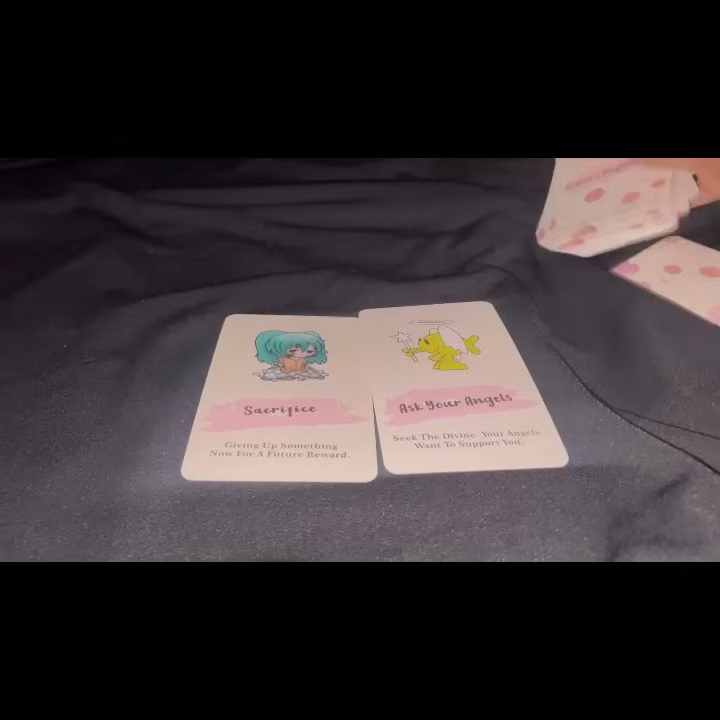 Sacrifice
Giving Up Something
Now For A Future Reward.
Ask Your Angels
Seek The Divine. Your Angels
Want To Support You.